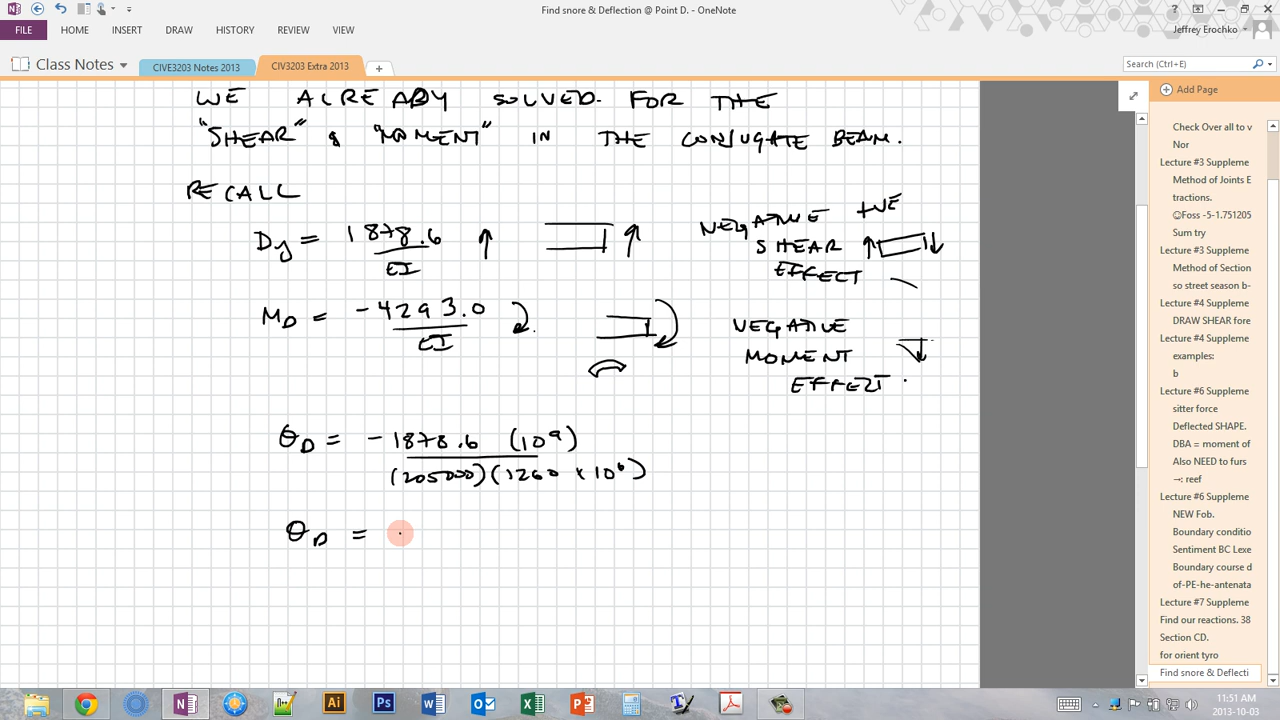 Find snore & Deflection @ Point D. - OneNote
FILE HOME INSERT DRAW HISTORY REVIEW VIEW
Jeffrey Erochko
Class Notes
CIVE3203 Notes 2013
CIV3203 Extra 2013
Search (Ctrl+E)
WE ALREADY SOLVED FOR THE
"SHEAR" & "MOMENT" IN THE CONJUGATE BEAM.
RECALL
Dy = 1878.6 / EI ↑
NEGATIVE +VE
SHEAR
EFFECT
MD = -4293.0 / EI
NEGATIVE
MOMENT
EFFECT
θD = -1878.6 (10⁹)
(205000)(1260 × 10⁶)
θD =
Add Page
Check Over all to v
Nor
Lecture #3 Suppleme
Method of Joints E
tractions.
☺Foss -5-1.751205
Sum try
Lecture #3 Suppleme
Method of Section
so street season b-
Lecture #4 Suppleme
DRAW SHEAR Dire
Lecture #4 Suppleme
examples:
b
Lecture #6 Suppleme
sitter force
Deflected SHAPE.
DBA = moment of
Also NEED to furs
→: reef
Lecture #6 Suppleme
NEW Fob.
Boundary conditio
Sentiment BC Lexe
Boundary course d
of-PE-he-antenata
Lecture #7 Suppleme
Find our reactions. 38
Section CD.
for orient tyro
Find snore & Deflecti
11:51 AM
2013-10-03